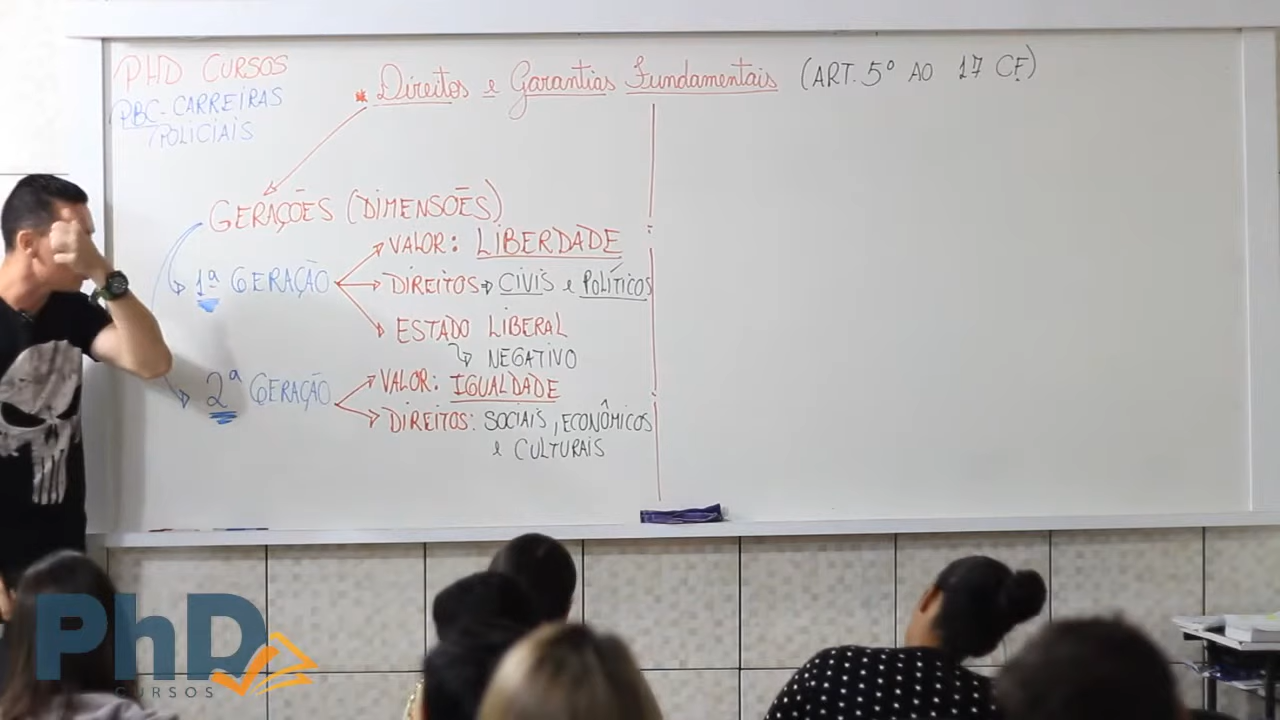 PHD CURSOS
PBC - CARREIRAS
POLICIAIS
* Direitos e Garantias Fundamentais (ART. 5º AO 17 CF.)
GERAÇÕES (DIMENSÕES)
1ª GERAÇÃO
VALOR: LIBERDADE
DIREITOS → CIVIS e POLÍTICOS
ESTADO LIBERAL
↳ NEGATIVO
2ª GERAÇÃO
VALOR: IGUALDADE
DIREITOS: SOCIAIS, ECONÔMICOS
e CULTURAIS
PhD
CURSOS